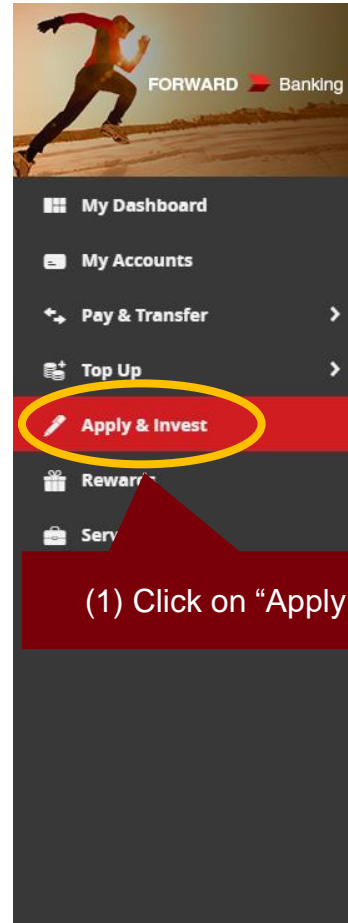 FORWARD Banking
My Dashboard
My Accounts
Pay & Transfer
Top Up
Apply & Invest
(1) Click on “Apply